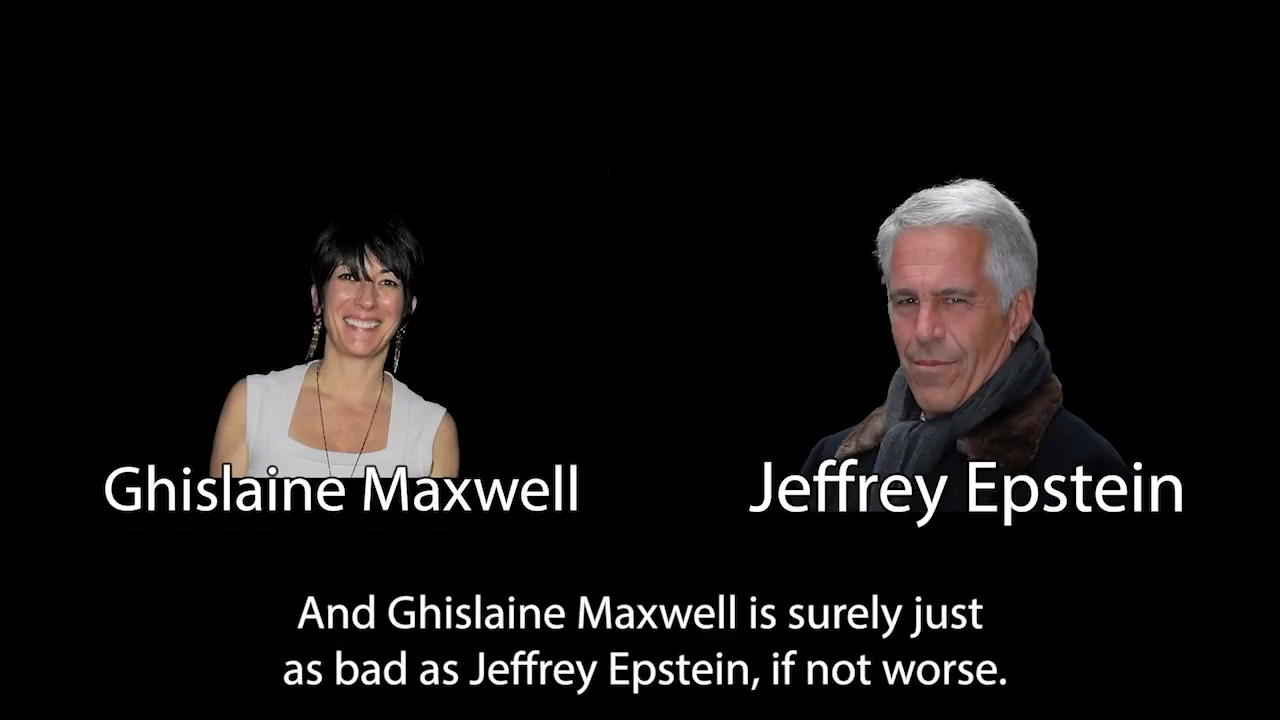 Ghislaine Maxwell
Jeffrey Epstein
And Ghislaine Maxwell is surely just
as bad as Jeffrey Epstein, if not worse.